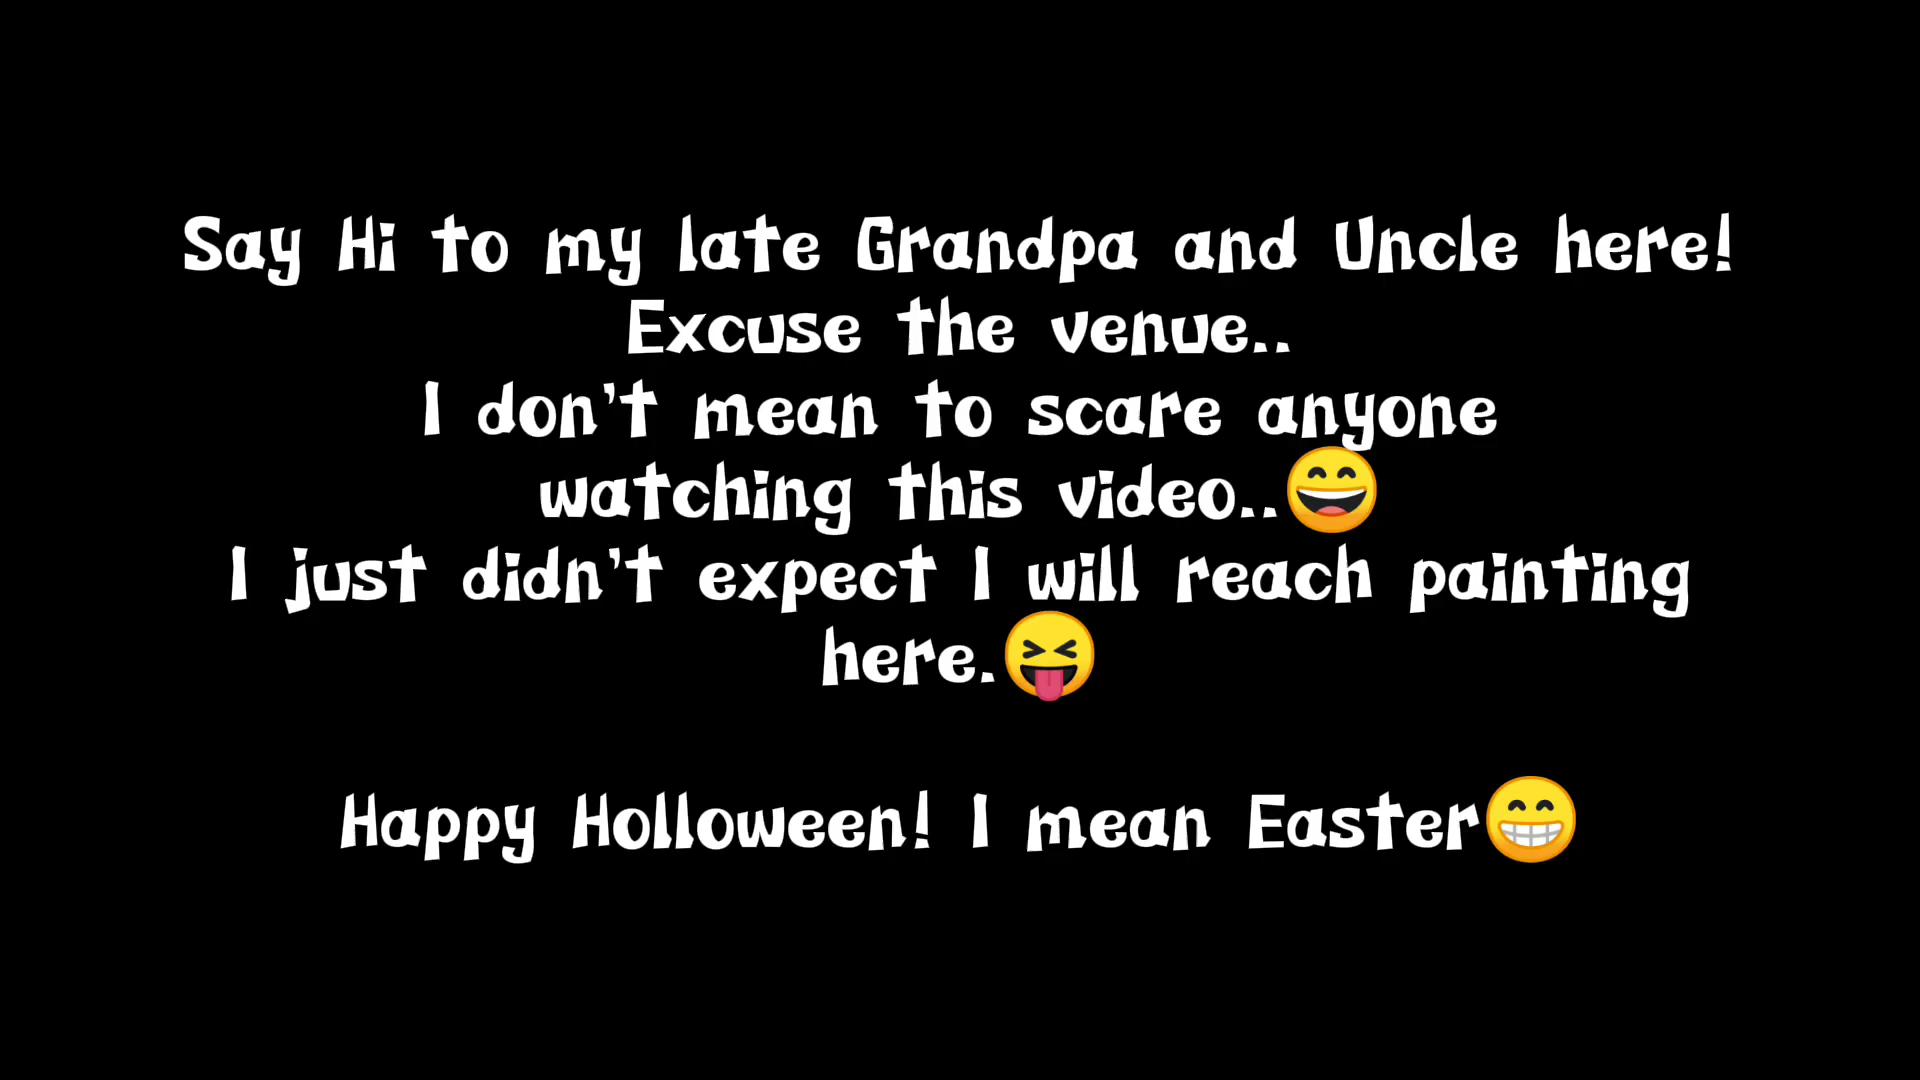 Say Hi to my late Grandpa and Uncle here!
Excuse the venue..
I don't mean to scare anyone
watching this video..😄
I just didn't expect I will reach painting
here.😝
Happy Holloween! I mean Easter😁